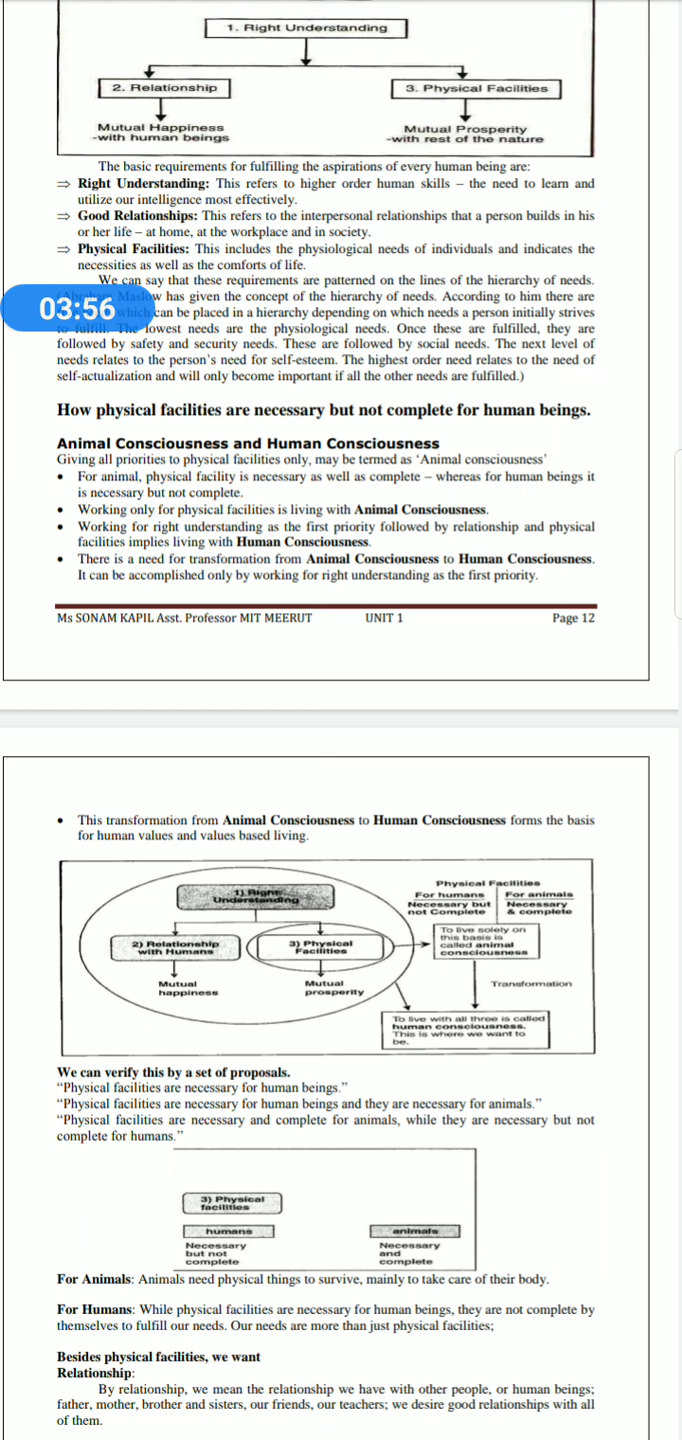 1. Right Understanding
2. Relationship
3. Physical Facilities
Mutual Happiness
-with human beings
Mutual Prosperity
-with rest of the nature
The basic requirements for fulfilling the aspirations of every human being are:
⇒ Right Understanding: This refers to higher order human skills – the need to learn and
utilize our intelligence most effectively.
⇒ Good Relationships: This refers to the interpersonal relationships that a person builds in his
or her life – at home, at the workplace and in society.
⇒ Physical Facilities: This includes the physiological needs of individuals and indicates the
necessities as well as the comforts of life.
We can say that these requirements are patterned on the lines of the hierarchy of needs.
(Abraham Maslow has given the concept of the hierarchy of needs. According to him there are
03:56
which can be placed in a hierarchy depending on which needs a person initially strives
to fulfill. The lowest needs are the physiological needs. Once these are fulfilled, they are
followed by safety and security needs. These are followed by social needs. The next level of
needs relates to the person's need for self-esteem. The highest order need relates to the need of
self-actualization and will only become important if all the other needs are fulfilled.)
How physical facilities are necessary but not complete for human beings.
Animal Consciousness and Human Consciousness
Giving all priorities to physical facilities only, may be termed as 'Animal consciousness'
• For animal, physical facility is necessary as well as complete – whereas for human beings it
is necessary but not complete.
• Working only for physical facilities is living with Animal Consciousness.
• Working for right understanding as the first priority followed by relationship and physical
facilities implies living with Human Consciousness.
• There is a need for transformation from Animal Consciousness to Human Consciousness.
It can be accomplished only by working for right understanding as the first priority.
Ms SONAM KAPIL Asst. Professor MIT MEERUT UNIT 1 Page 12
• This transformation from Animal Consciousness to Human Consciousness forms the basis
for human values and values based living.
1) Right
Understanding
2) Relationship
with Humans
3) Physical
Facilities
Mutual
happiness
Mutual
prosperity
Physical Facilities
For humans
For animals
Necessary but
not Complete
Necessary
& complete
To live solely on
this basis is
called animal
consciousness
Transformation
To live with all three is called
human consciousness.
This is where we want to
be.
We can verify this by a set of proposals.
"Physical facilities are necessary for human beings."
"Physical facilities are necessary for human beings and they are necessary for animals."
"Physical facilities are necessary and complete for animals, while they are necessary but not
complete for humans."
3) Physical
facilities
humans
animals
Necessary
but not
complete
Necessary
and
complete
For Animals: Animals need physical things to survive, mainly to take care of their body.
For Humans: While physical facilities are necessary for human beings, they are not complete by
themselves to fulfill our needs. Our needs are more than just physical facilities;
Besides physical facilities, we want
Relationship:
By relationship, we mean the relationship we have with other people, or human beings;
father, mother, brother and sisters, our friends, our teachers; we desire good relationships with all
of them.